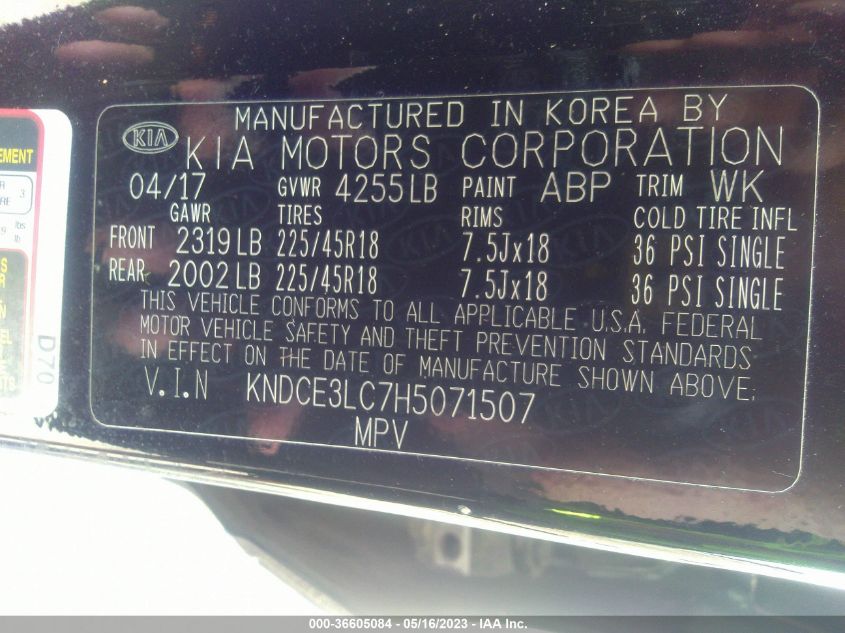 MANUFACTURED IN KOREA BY
KIA KIA MOTORS CORPORATION
04/17 GVWR 4255LB PAINT ABP TRIM WK
GAWR TIRES RIMS COLD TIRE INFL
FRONT 2319LB 225/45R18 7.5Jx18 36 PSI SINGLE
REAR 2002LB 225/45R18 7.5Jx18 36 PSI SINGLE
THIS VEHICLE CONFORMS TO ALL APPLICABLE U.S.A. FEDERAL
MOTOR VEHICLE SAFETY AND THEFT PREVENTION STANDARDS
IN EFFECT ON THE DATE OF MANUFACTURE SHOWN ABOVE.
V.I.N KNDCE3LC7H5071507
MPV
D70
000-36605084 - 05/16/2023 - IAA Inc.